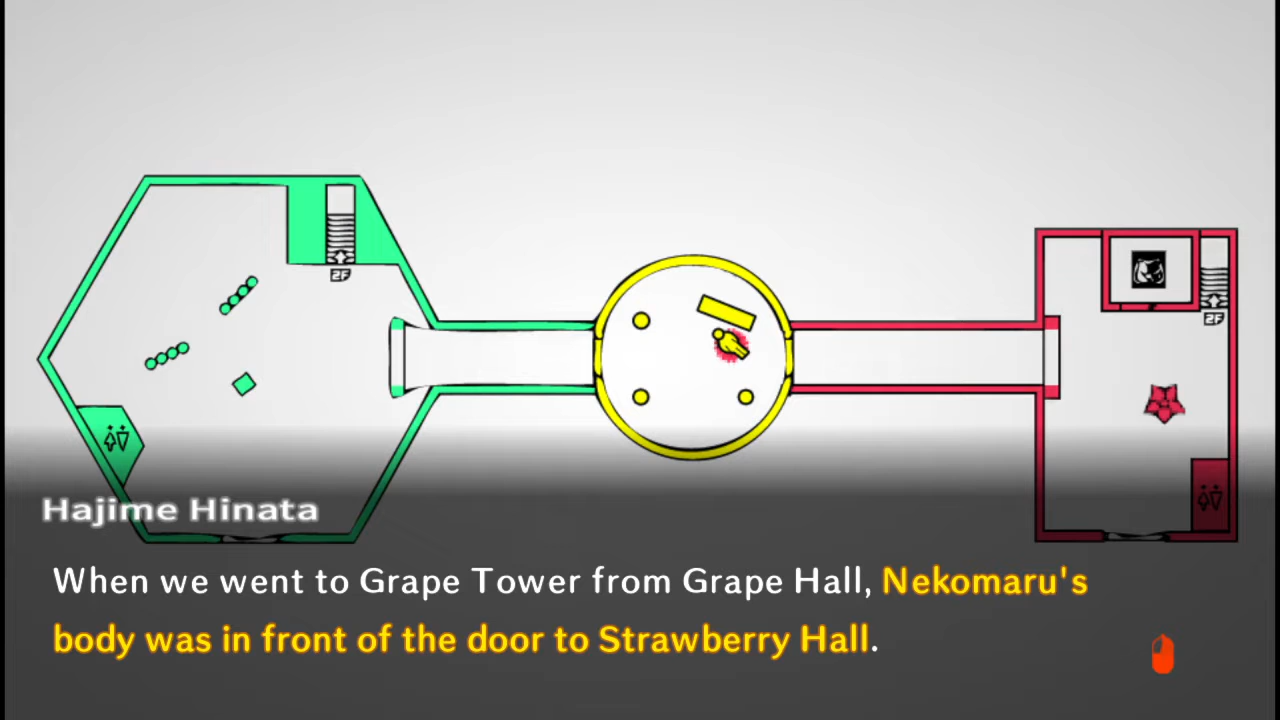 2F
2F
Hajime Hinata
When we went to Grape Tower from Grape Hall, Nekomaru's
body was in front of the door to Strawberry Hall.